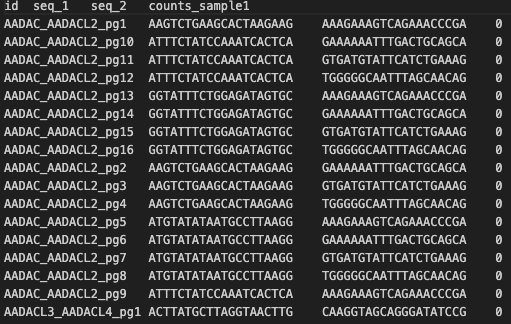 id seq_1 seq_2 counts_sample1
AADAC_AADACL2_pg1 AAGTCTGAAGCACTAAGAAG AAAGAAAGTCAGAAACCCGA 0
AADAC_AADACL2_pg10 ATTTCTATCCAAATCACTCA GAAAAAATTTGACTGCAGCA 0
AADAC_AADACL2_pg11 ATTTCTATCCAAATCACTCA GTGATGTATTCATCTGAAAG 0
AADAC_AADACL2_pg12 ATTTCTATCCAAATCACTCA TGGGGGCAATTTAGCAACAG 0
AADAC_AADACL2_pg13 GGTATTTCTGGAGATAGTGC AAAGAAAGTCAGAAACCCGA 0
AADAC_AADACL2_pg14 GGTATTTCTGGAGATAGTGC GAAAAAATTTGACTGCAGCA 0
AADAC_AADACL2_pg15 GGTATTTCTGGAGATAGTGC GTGATGTATTCATCTGAAAG 0
AADAC_AADACL2_pg16 GGTATTTCTGGAGATAGTGC TGGGGGCAATTTAGCAACAG 0
AADAC_AADACL2_pg2 AAGTCTGAAGCACTAAGAAG GAAAAAATTTGACTGCAGCA 0
AADAC_AADACL2_pg3 AAGTCTGAAGCACTAAGAAG GTGATGTATTCATCTGAAAG 0
AADAC_AADACL2_pg4 AAGTCTGAAGCACTAAGAAG TGGGGGCAATTTAGCAACAG 0
AADAC_AADACL2_pg5 ATGTATATAATGCCTTAAGG AAAGAAAGTCAGAAACCCGA 0
AADAC_AADACL2_pg6 ATGTATATAATGCCTTAAGG GAAAAAATTTGACTGCAGCA 0
AADAC_AADACL2_pg7 ATGTATATAATGCCTTAAGG GTGATGTATTCATCTGAAAG 0
AADAC_AADACL2_pg8 ATGTATATAATGCCTTAAGG TGGGGGCAATTTAGCAACAG 0
AADAC_AADACL2_pg9 ATTTCTATCCAAATCACTCA AAAGAAAGTCAGAAACCCGA 0
AADACL3_AADACL4_pg1 ACTTATGCTTAGGTAACTTG CAAGGTAGCAGGGATATCCG 0